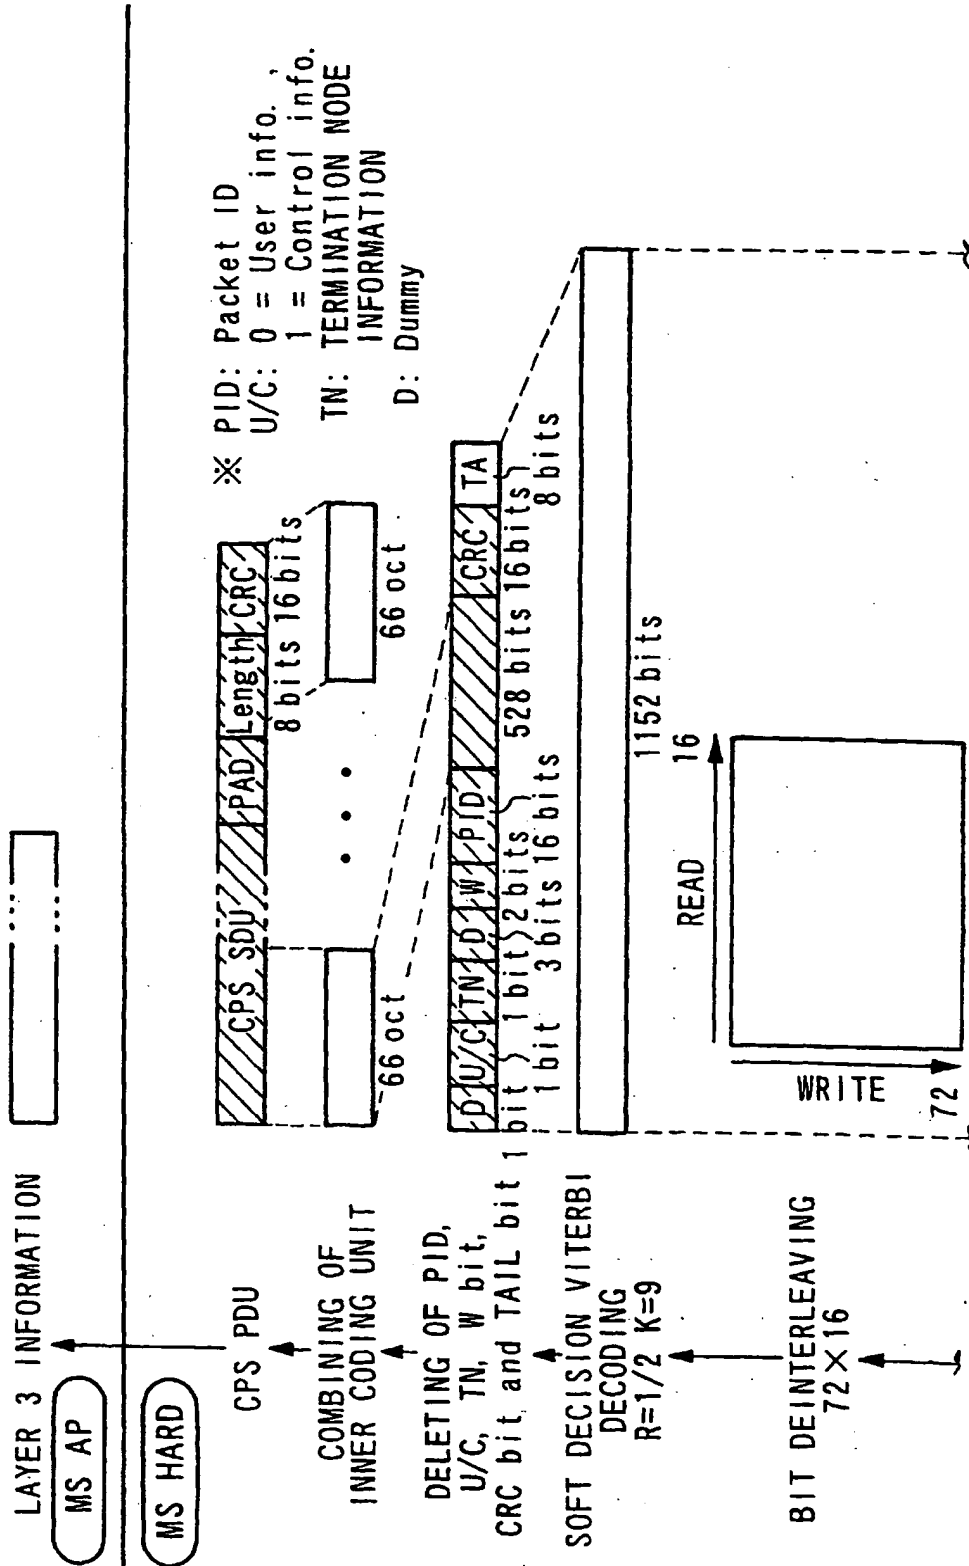 LAYER 3 INFORMATION
MS AP
MS HARD
CPS PDU
CPS SDU PAD Length CRC
8 bits 16 bits
※ PID: Packet ID
U/C: 0 = User info. ,
1 = Control info.
TN: TERMINATION NODE
INFORMATION
D: Dummy
COMBINING OF
INNER CODING UNIT
66 oct
66 oct
DELETING OF PID,
U/C, TN, W bit,
CRC bit and TAIL bit
D U/C TN D W PID CRC TA
1 bit 1 bit 2 bits 528 bits 16 bits
1 bit 3 bits 16 bits 8 bits
SOFT DECISION VITERBI
DECODING
R=1/2 K=9
1152 bits
BIT DEINTERLEAVING
72×16
READ
16
WRITE
72